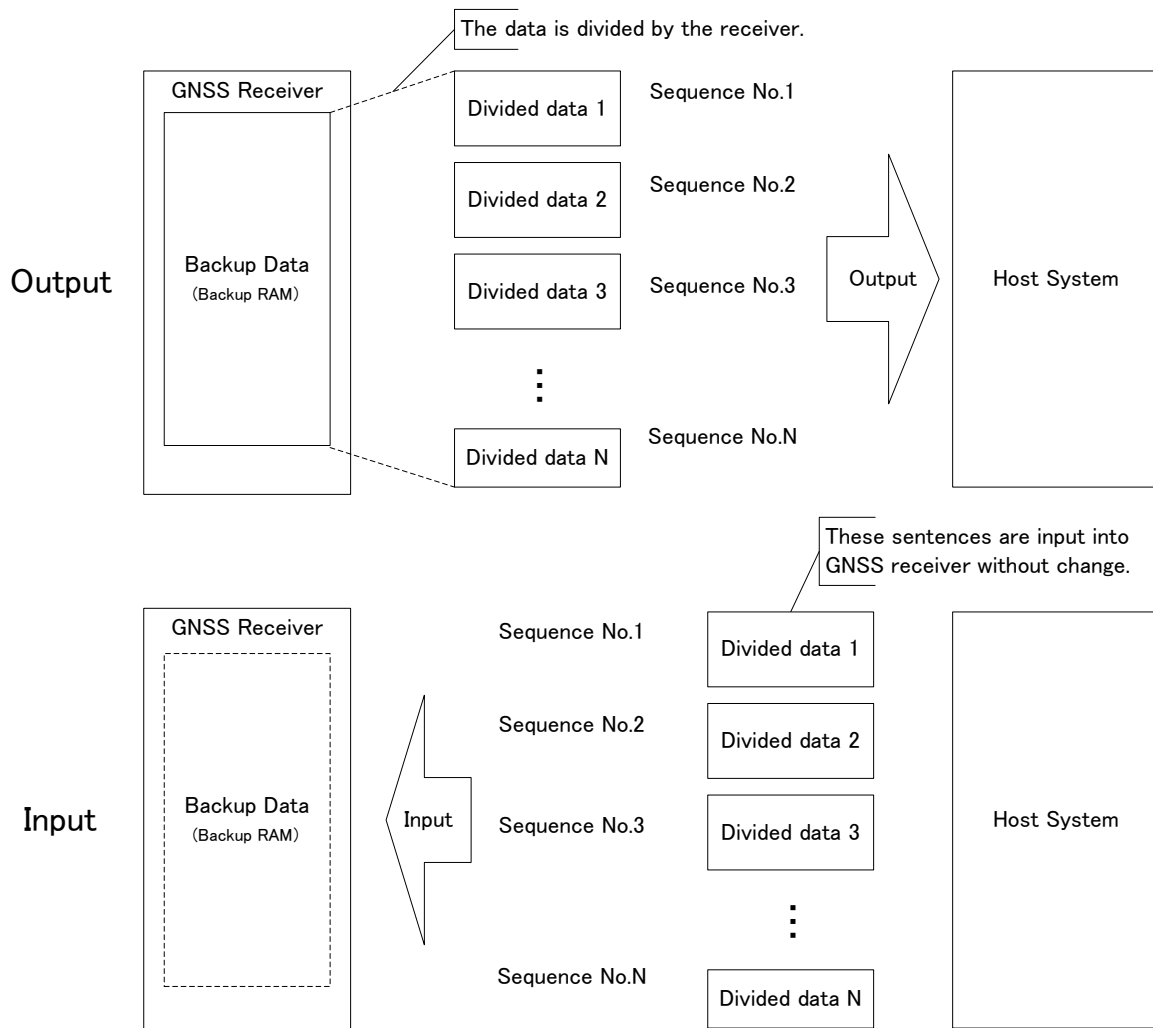 The data is divided by the receiver.
GNSS Receiver
Divided data 1
Sequence No.1
Divided data 2
Sequence No.2
Output
Backup Data
(Backup RAM)
Divided data 3
Sequence No.3
Output
Host System
Divided data N
Sequence No.N
These sentences are input into
GNSS receiver without change.
GNSS Receiver
Sequence No.1
Divided data 1
Sequence No.2
Divided data 2
Input
Backup Data
(Backup RAM)
Input
Sequence No.3
Divided data 3
Host System
Sequence No.N
Divided data N